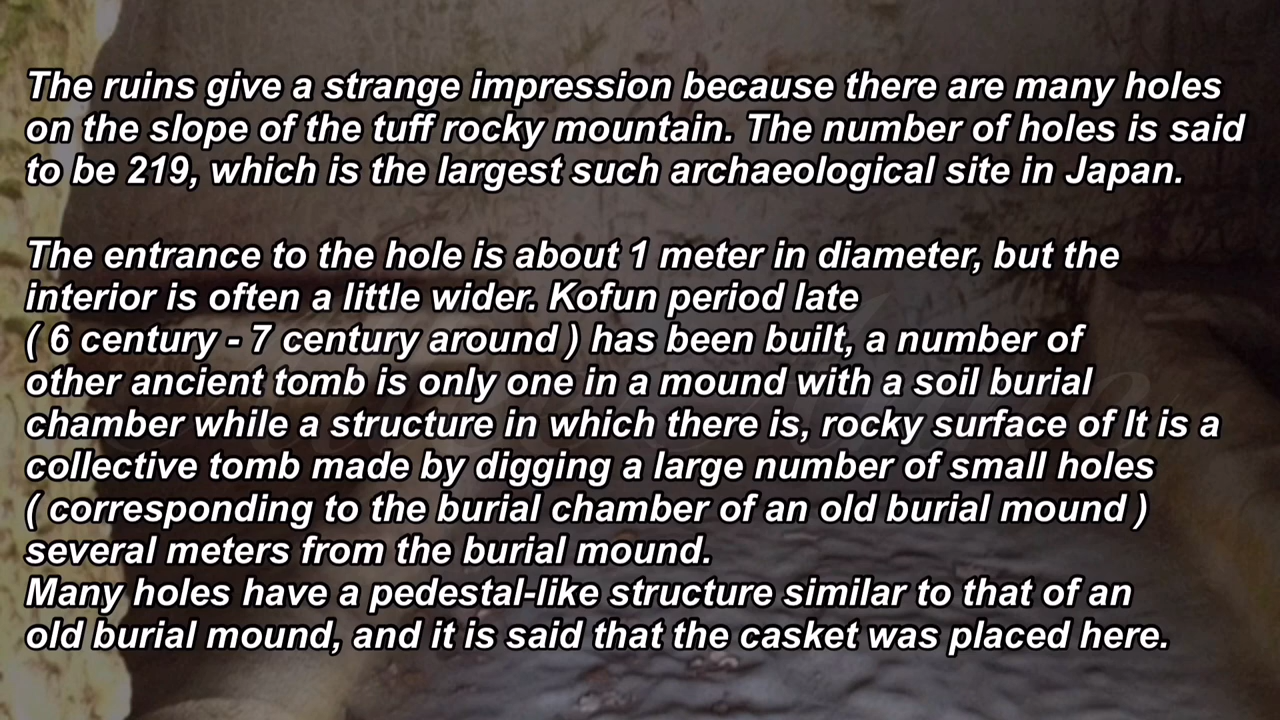 The ruins give a strange impression because there are many holes
on the slope of the tuff rocky mountain. The number of holes is said
to be 219, which is the largest such archaeological site in Japan.
The entrance to the hole is about 1 meter in diameter, but the
interior is often a little wider. Kofun period late
( 6 century - 7 century around ) has been built, a number of
other ancient tomb is only one in a mound with a soil burial
chamber while a structure in which there is, rocky surface of It is a
collective tomb made by digging a large number of small holes
( corresponding to the burial chamber of an old burial mound )
several meters from the burial mound.
Many holes have a pedestal-like structure similar to that of an
old burial mound, and it is said that the casket was placed here.